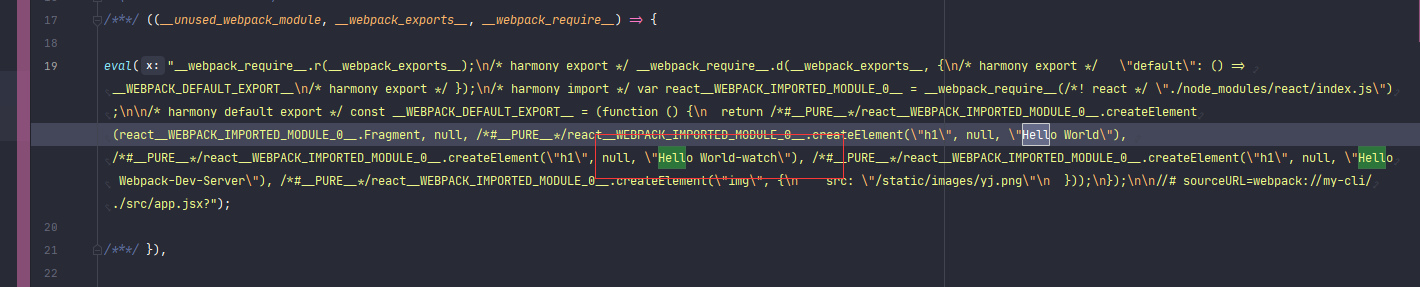 17 /***/ ((__unused_webpack_module, __webpack_exports__, __webpack_require__) => {
18
19 eval( x: "__webpack_require__.r(__webpack_exports__);\n/* harmony export */ __webpack_require__.d(__webpack_exports__, {\n/* harmony export */   \"default\": () =>
__WEBPACK_DEFAULT_EXPORT__\n/* harmony export */ });\n/* harmony import */ var react__WEBPACK_IMPORTED_MODULE_0__ = __webpack_require__(/*! react */ \"./node_modules/react/index.js\")
;\n\n/* harmony default export */ const __WEBPACK_DEFAULT_EXPORT__ = (function () {\n  return /*#__PURE__*/react__WEBPACK_IMPORTED_MODULE_0__.createElement
(react__WEBPACK_IMPORTED_MODULE_0__.Fragment, null, /*#__PURE__*/react__WEBPACK_IMPORTED_MODULE_0__.createElement(\"h1\", null, \"Hello World\"),
/*#__PURE__*/react__WEBPACK_IMPORTED_MODULE_0__.createElement(\"h1\", null, \"Hello World-watch\"), /*#__PURE__*/react__WEBPACK_IMPORTED_MODULE_0__.createElement(\"h1\", null, \"Hello
Webpack-Dev-Server\"), /*#__PURE__*/react__WEBPACK_IMPORTED_MODULE_0__.createElement(\"img\", {\n    src: \"/static/images/yj.png\"\n  }));\n});\n\n//# sourceURL=webpack://my-cli/
./src/app.jsx?");
20
21 /***/ }),
22